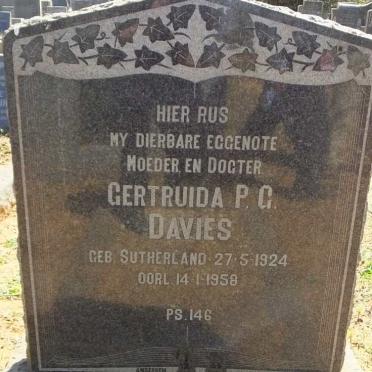 HIER RUS
MY DIERBARE EGGENOTE
MOEDER EN DOGTER
GERTRUIDA P. G.
DAVIES
GEB. SUTHERLAND 27-5-1924
OORL 14-1-1958
PS. 146